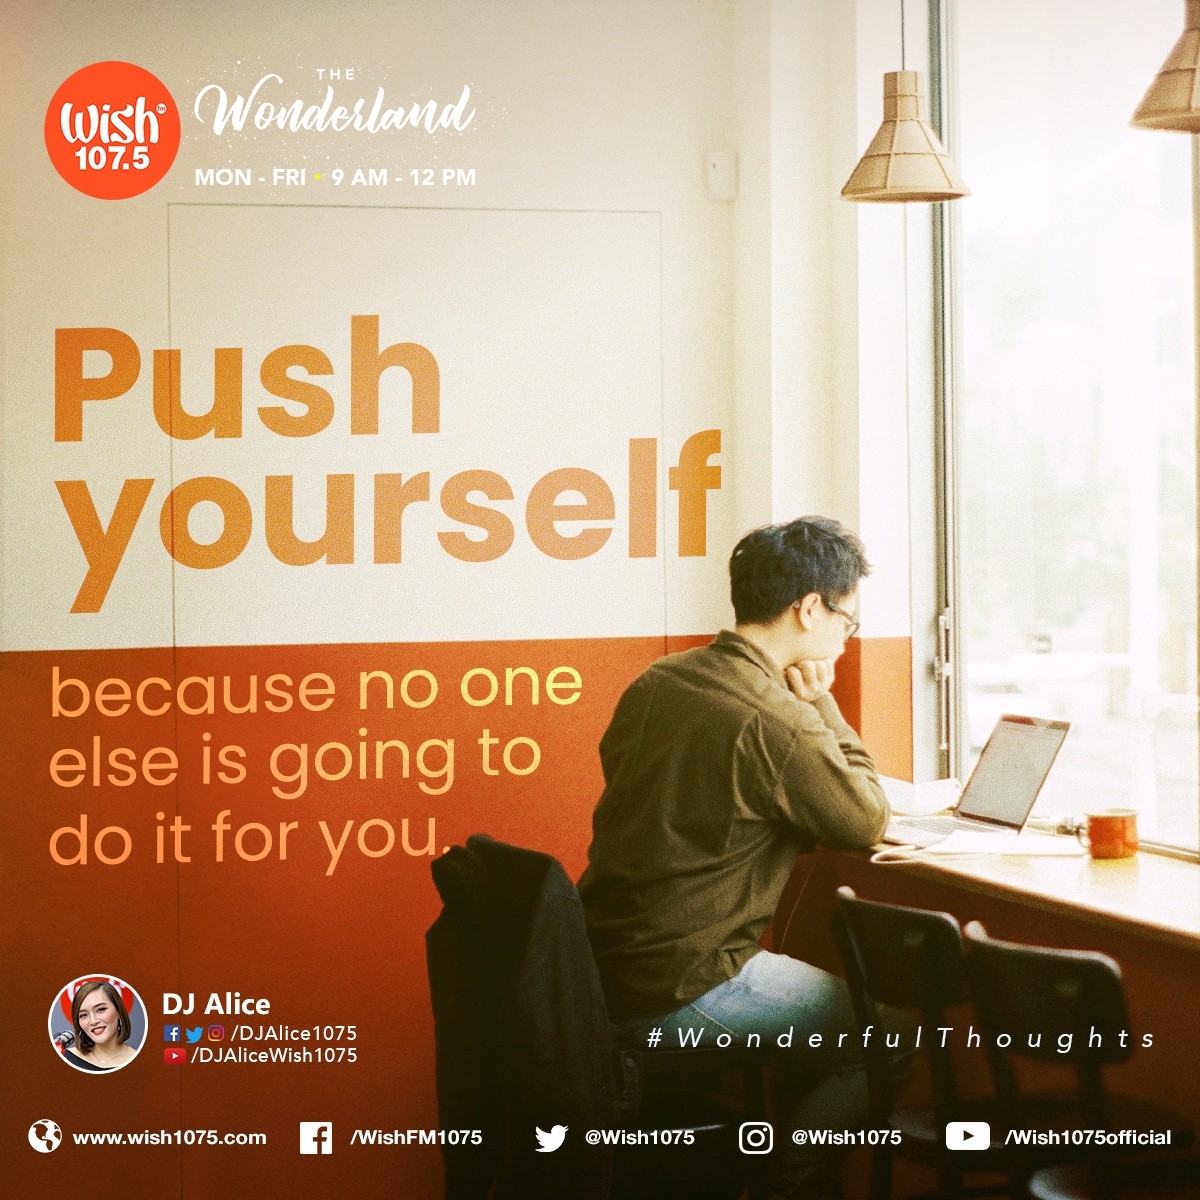 wish fm
107.5
THE
Wonderland
MON - FRI • 9 AM - 12 PM
Push
yourself
because no one
else is going to
do it for you.
DJ Alice
/DJAlice1075
/DJAliceWish1075
#WonderfulThoughts
www.wish1075.com
/WishFM1075
@Wish1075
@Wish1075
/Wish1075official